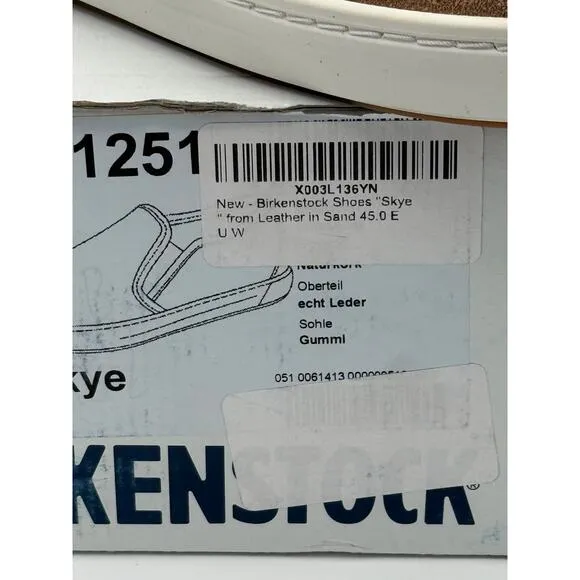 1251
X003L136YN
New - Birkenstock Shoes "Skye
" from Leather in Sand 45.0 E
U W
Naturkork
Oberteil
echt Leder
Sohle
Gummi
kye
051 0061413
KENSTOCK®